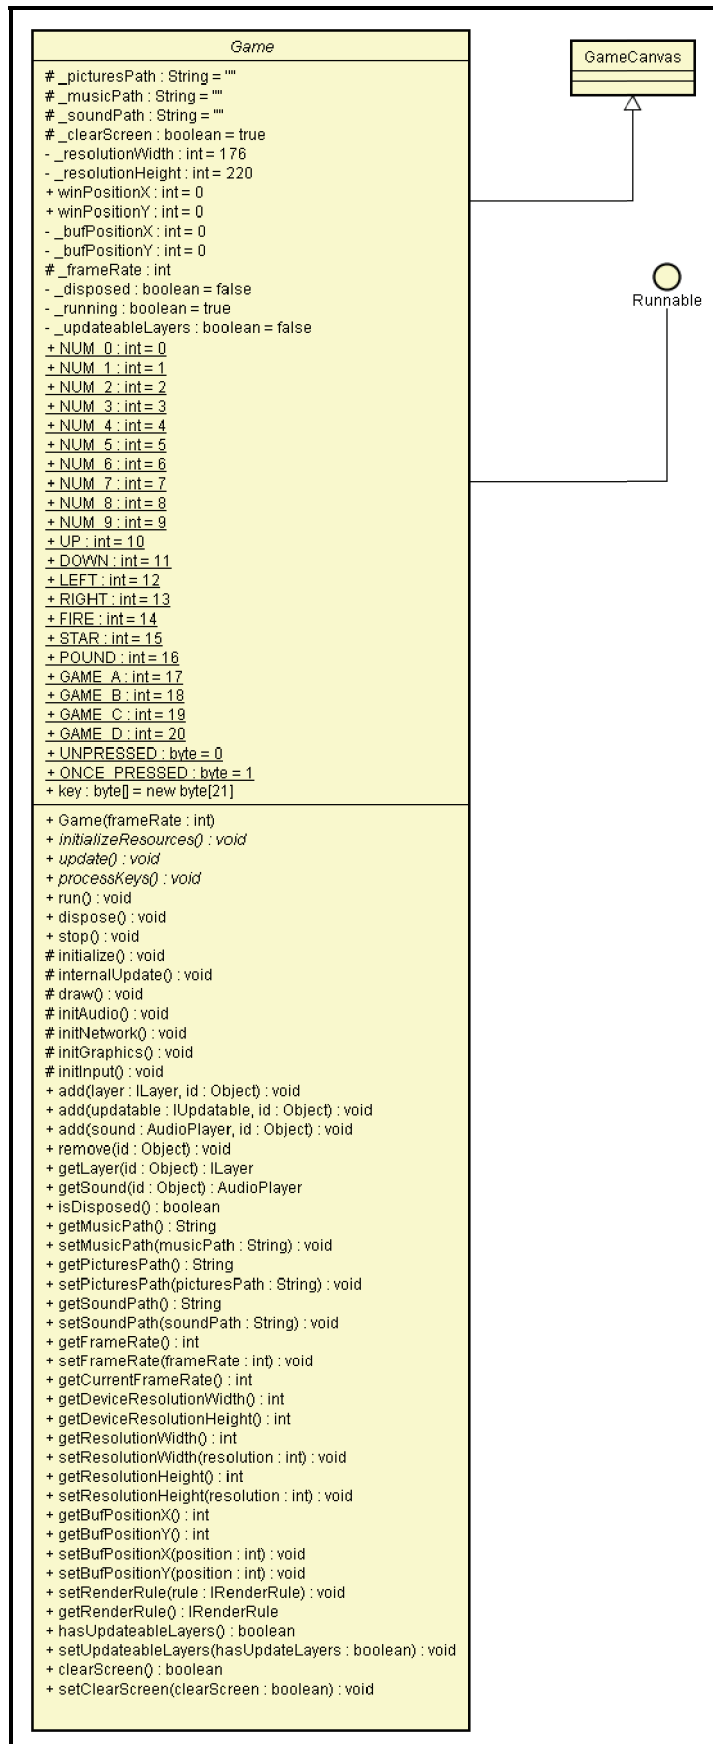 Game
# _picturesPath : String = ""
# _musicPath : String = ""
# _soundPath : String = ""
# _clearScreen : boolean = true
- _resolutionWidth : int = 176
- _resolutionHeight : int = 220
+ winPositionX : int = 0
+ winPositionY : int = 0
- _bufPositionX : int = 0
- _bufPositionY : int = 0
# _frameRate : int
- _disposed : boolean = false
- _running : boolean = true
- _updateableLayers : boolean = false
+ NUM_0 : int = 0
+ NUM_1 : int = 1
+ NUM_2 : int = 2
+ NUM_3 : int = 3
+ NUM_4 : int = 4
+ NUM_5 : int = 5
+ NUM_6 : int = 6
+ NUM_7 : int = 7
+ NUM_8 : int = 8
+ NUM_9 : int = 9
+ UP : int = 10
+ DOWN : int = 11
+ LEFT : int = 12
+ RIGHT : int = 13
+ FIRE : int = 14
+ STAR : int = 15
+ POUND : int = 16
+ GAME_A : int = 17
+ GAME_B : int = 18
+ GAME_C : int = 19
+ GAME_D : int = 20
+ UNPRESSED : byte = 0
+ ONCE_PRESSED : byte = 1
+ key : byte[] = new byte[21]
+ Game(frameRate : int)
+ initializeResources() : void
+ update() : void
+ processKeys() : void
+ run() : void
+ dispose() : void
+ stop() : void
# initialize() : void
# internalUpdate() : void
# draw() : void
# initAudio() : void
# initNetwork() : void
# initGraphics() : void
# initInput() : void
+ add(layer : ILayer, id : Object) : void
+ add(updatable : IUpdatable, id : Object) : void
+ add(sound : AudioPlayer, id : Object) : void
+ remove(id : Object) : void
+ getLayer(id : Object) : ILayer
+ getSound(id : Object) : AudioPlayer
+ isDisposed() : boolean
+ getMusicPath() : String
+ setMusicPath(musicPath : String) : void
+ getPicturesPath() : String
+ setPicturesPath(picturesPath : String) : void
+ getSoundPath() : String
+ setSoundPath(soundPath : String) : void
+ getFrameRate() : int
+ setFrameRate(frameRate : int) : void
+ getCurrentFrameRate() : int
+ getDeviceResolutionWidth() : int
+ getDeviceResolutionHeight() : int
+ getResolutionWidth() : int
+ setResolutionWidth(resolution : int) : void
+ getResolutionHeight() : int
+ setResolutionHeight(resolution : int) : void
+ getBufPositionX() : int
+ getBufPositionY() : int
+ setBufPositionX(position : int) : void
+ setBufPositionY(position : int) : void
+ setRenderRule(rule : IRenderRule) : void
+ getRenderRule() : IRenderRule
+ hasUpdateableLayers() : boolean
+ setUpdateableLayers(hasUpdateLayers : boolean) : void
+ clearScreen() : boolean
+ setClearScreen(clearScreen : boolean) : void
GameCanvas
Runnable